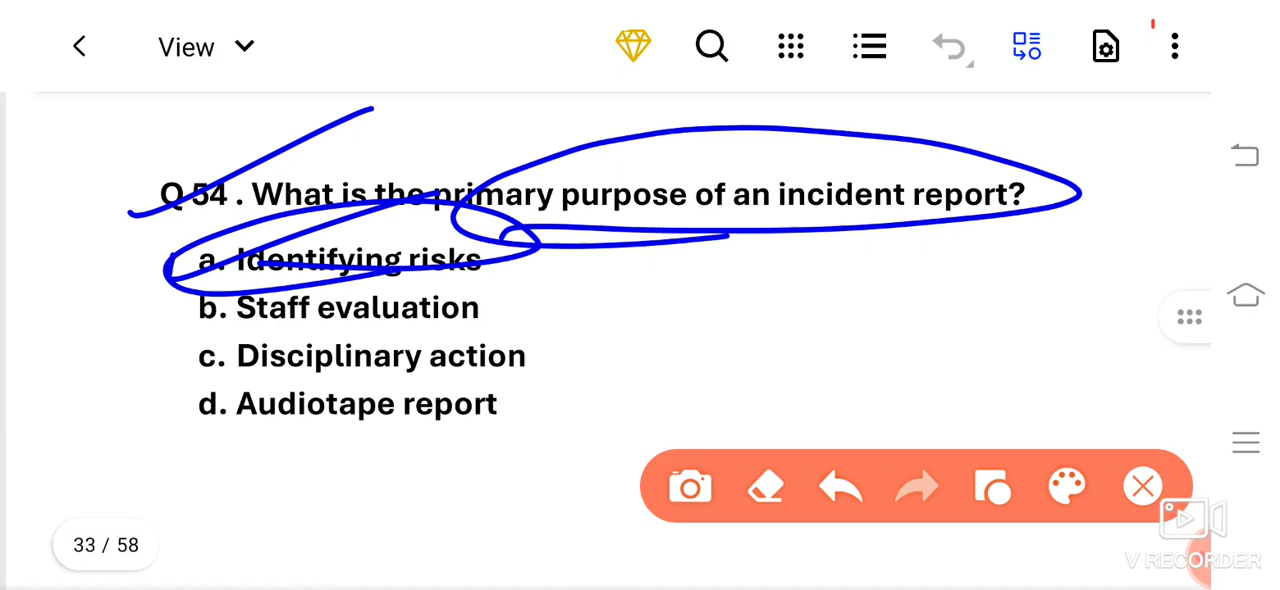 View
Q 54 . What is the primary purpose of an incident report?
a. Identifying risks
b. Staff evaluation
c. Disciplinary action
d. Audiotape report
33 / 58
V RECORDER